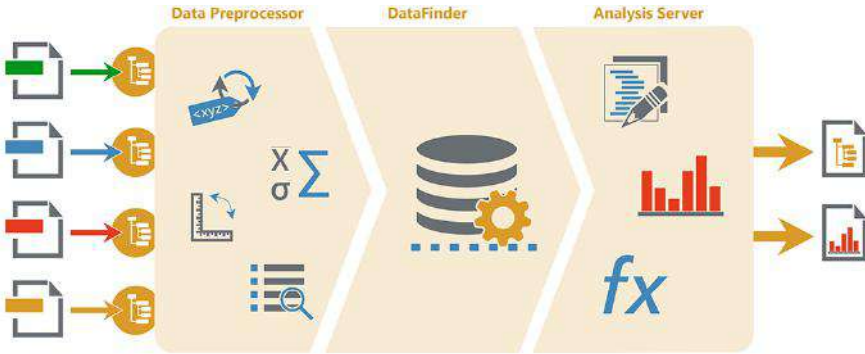 Data Preprocessor
DataFinder
Analysis Server
<xyz>
X̄
σ
Σ
fx